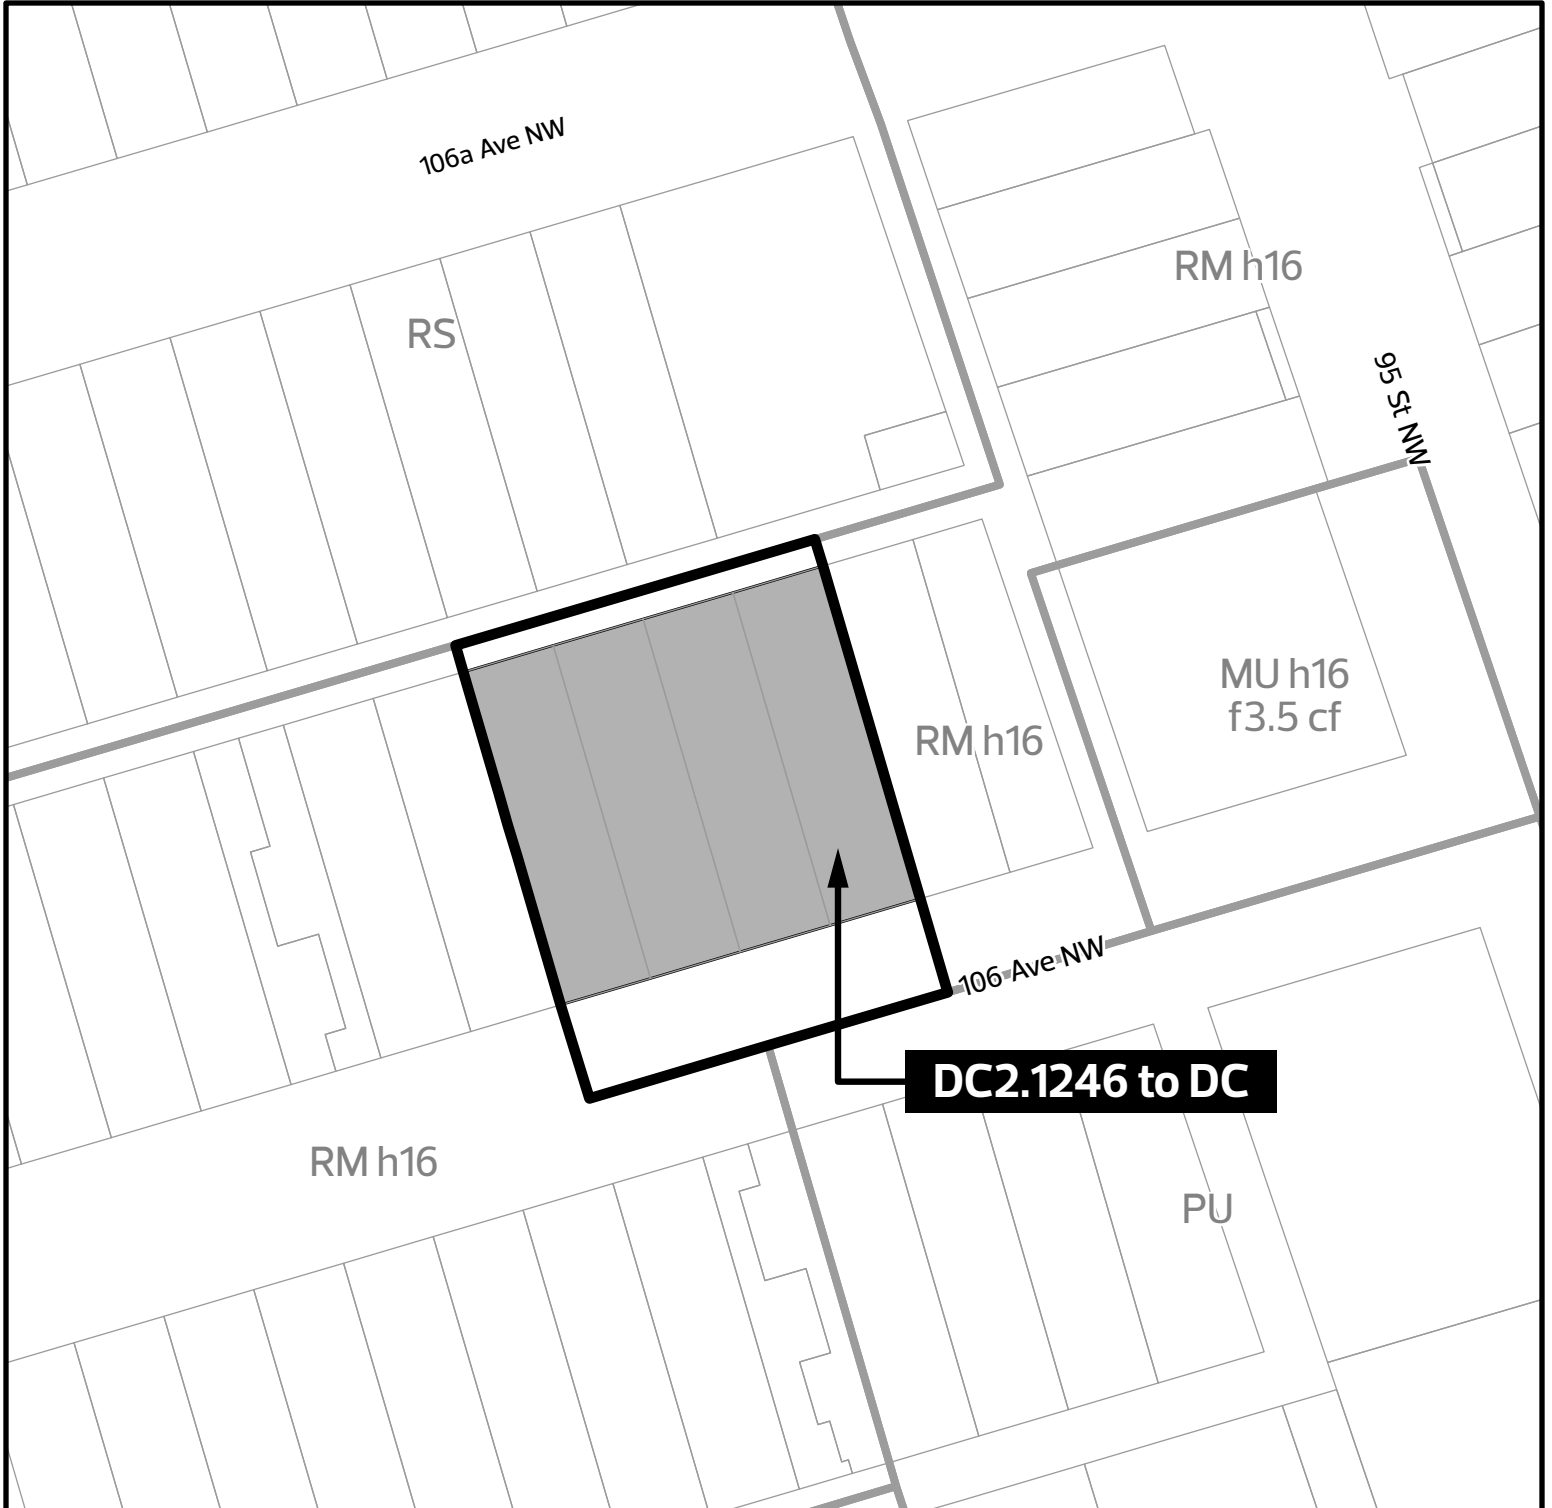 106a Ave NW
RM h16
RS
95 St NW
MU h16
f3.5 cf
RM h16
106 Ave NW
DC2.1246 to DC
RM h16
PU